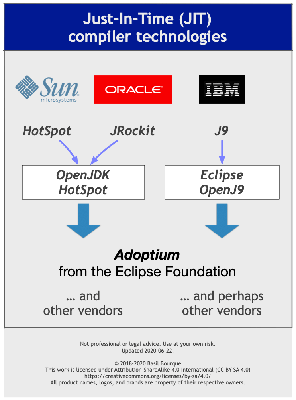 Just-In-Time (JIT)
compiler technologies
Sun
microsystems
ORACLE
IBM
HotSpot JRockit J9
OpenJDK
HotSpot
Eclipse
OpenJ9
Adoptium
from the Eclipse Foundation
... and
other vendors
... and perhaps
other vendors
Not professional or legal advice. Use at your own risk.
Updated 2020-06-22
© 2018-2020 Basil Bourque
This work is licensed under Attribution-ShareAlike 4.0 International (CC BY-SA 4.0)
https://creativecommons.org/licenses/by-sa/4.0/
All product names, logos, and brands are property of their respective owners.